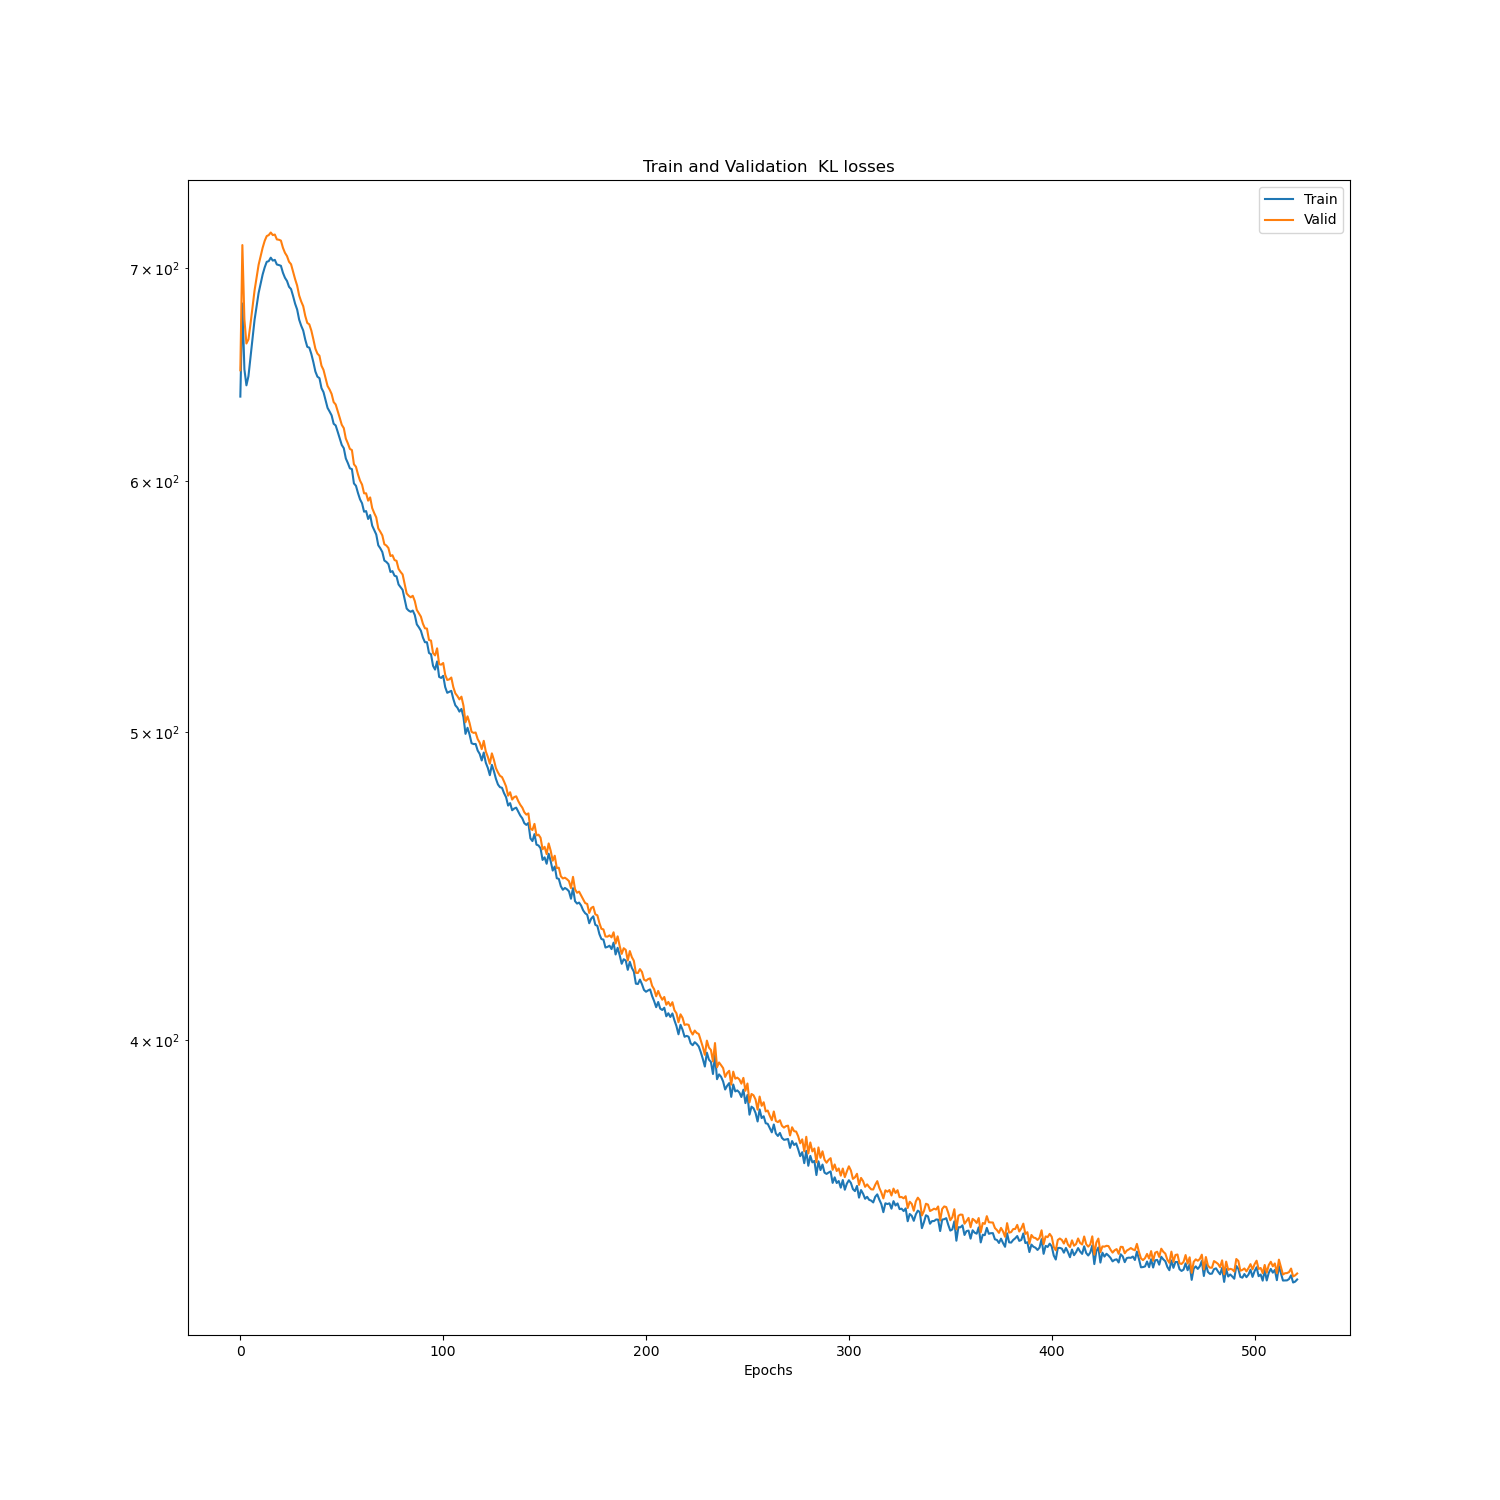 Train and Validation  KL losses
Train
Valid
7 × 10²
6 × 10²
5 × 10²
4 × 10²
0 100 200 300 400 500
Epochs